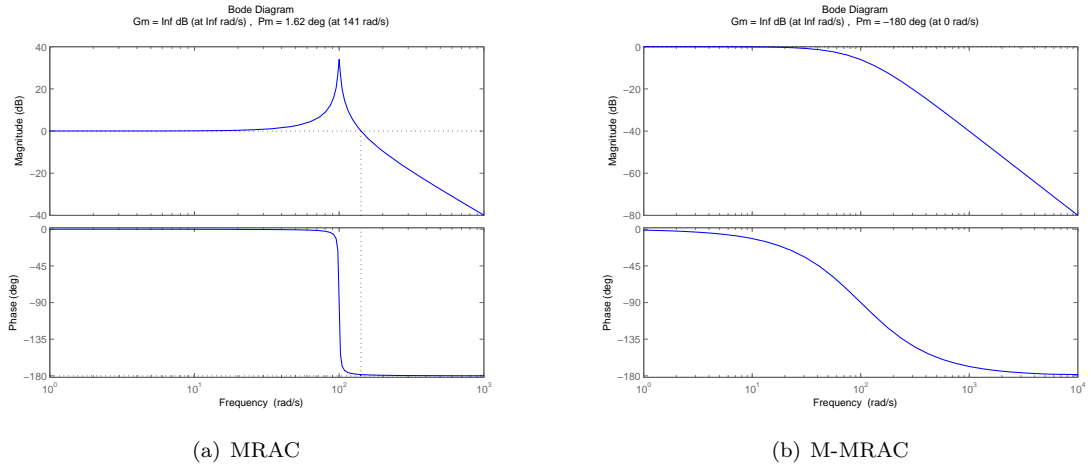 Bode Diagram
Gm = Inf dB (at Inf rad/s) , Pm = 1.62 deg (at 141 rad/s)
Magnitude (dB)
40
20
0
−20
−40
Phase (deg)
0
−45
−90
−135
−180
10^0
10^1
10^2
10^3
Frequency (rad/s)
(a) MRAC
Bode Diagram
Gm = Inf dB (at Inf rad/s) , Pm = −180 deg (at 0 rad/s)
Magnitude (dB)
0
−20
−40
−60
−80
Phase (deg)
0
−45
−90
−135
−180
10^0
10^1
10^2
10^3
10^4
Frequency (rad/s)
(b) M-MRAC